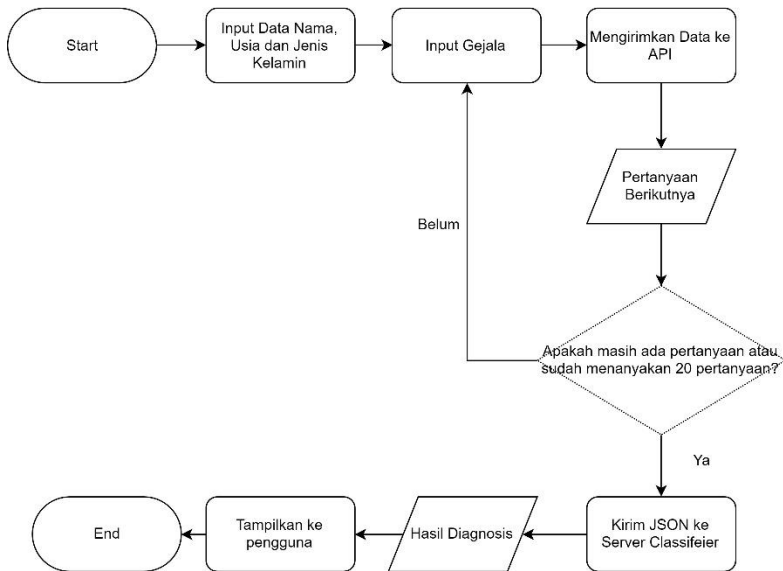 Start
Input Data Nama,
Usia dan Jenis
Kelamin
Input Gejala
Mengirimkan Data ke
API
Pertanyaan
Berikutnya
Belum
Apakah masih ada pertanyaan atau
sudah menanyakan 20 pertanyaan?
Ya
Kirim JSON ke
Server Classifeier
Hasil Diagnosis
Tampilkan ke
pengguna
End